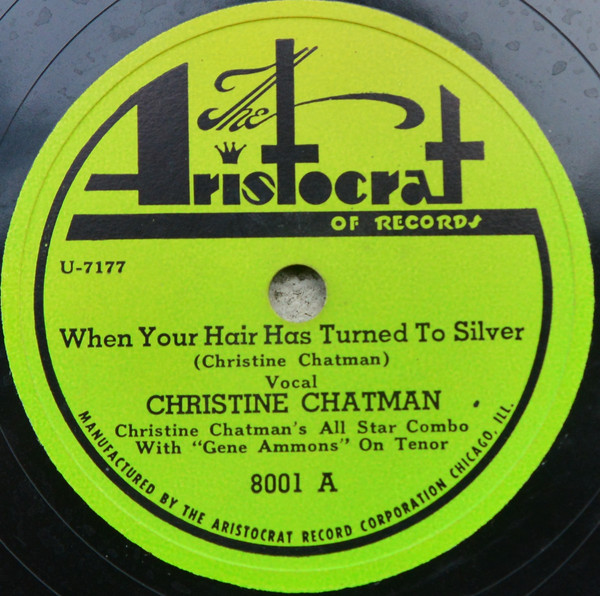 The
Aristocrat
OF RECORDS
U-7177
When Your Hair Has Turned To Silver
(Christine Chatman)
Vocal
CHRISTINE CHATMAN
Christine Chatman's All Star Combo
With "Gene Ammons" On Tenor
8001 A
MANUFACTURED BY THE ARISTOCRAT RECORD CORPORATION CHICAGO, ILL.